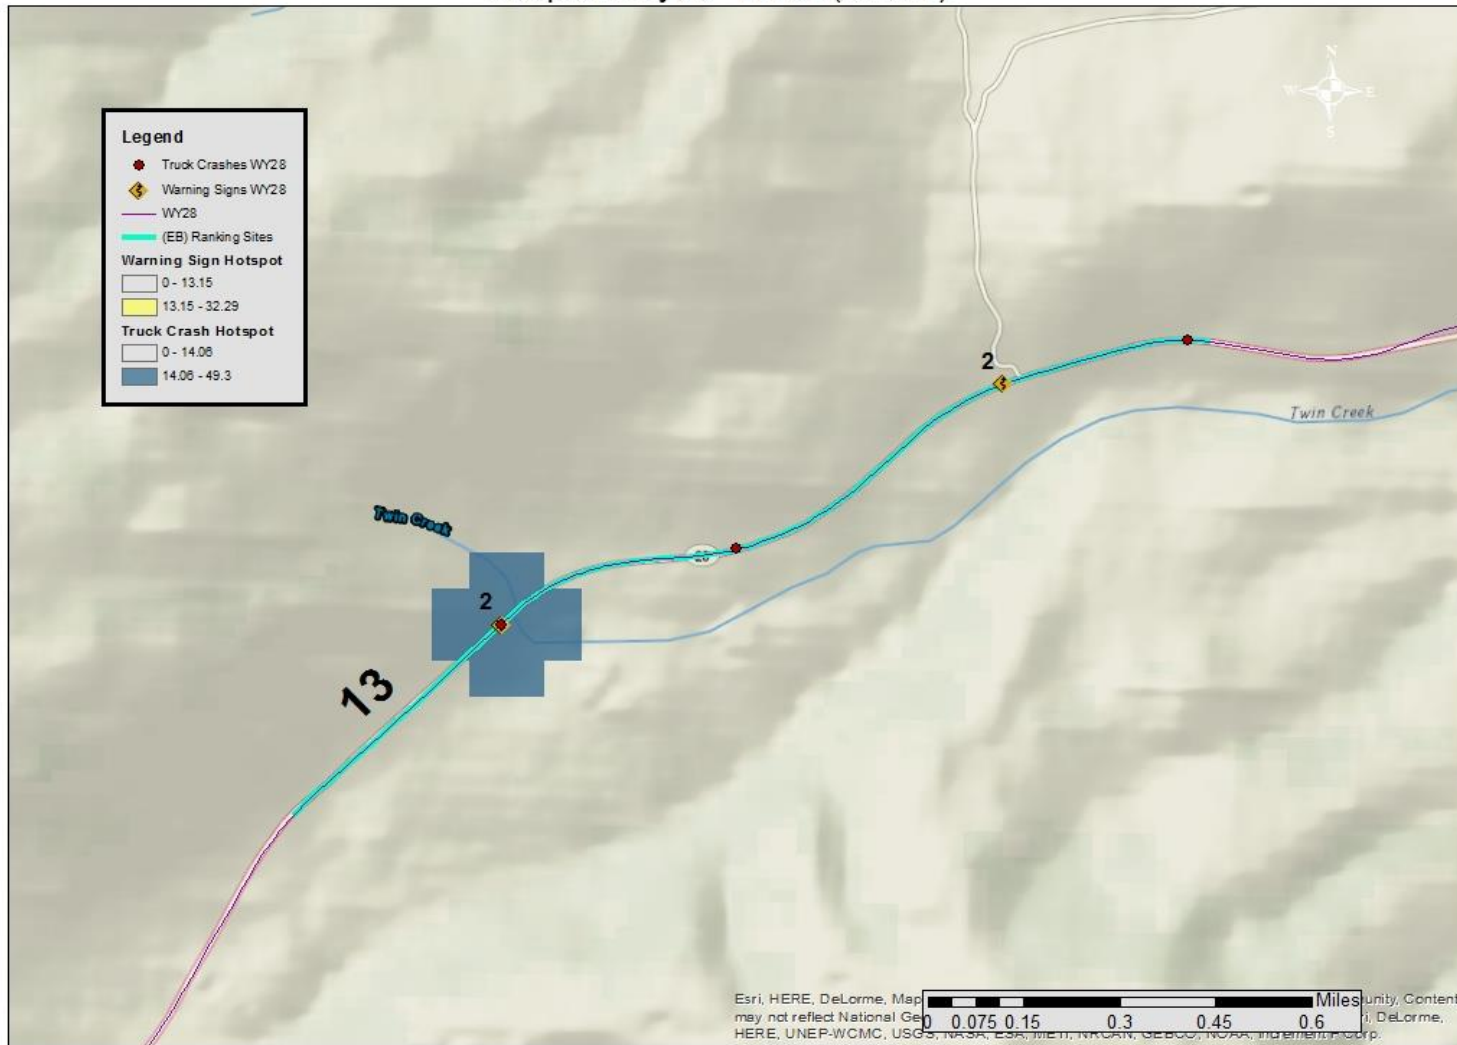 N
W E
S
Legend
Truck Crashes WY28
Warning Signs WY28
WY28
(EB) Ranking Sites
Warning Sign Hotspot
0 - 13.15
13.15 - 32.29
Truck Crash Hotspot
0 - 14.06
14.06 - 49.3
2
Twin Creek
Twin Creek
28
2
13
Esri, HERE, DeLorme, Map unity, Content
may not reflect National Ge ri, DeLorme,
HERE, UNEP-WCMC, USGS, NASA, ESA, METI, NRCAN, GEBCO, NOAA, increment P Corp.
Miles
0 0.075 0.15 0.3 0.45 0.6